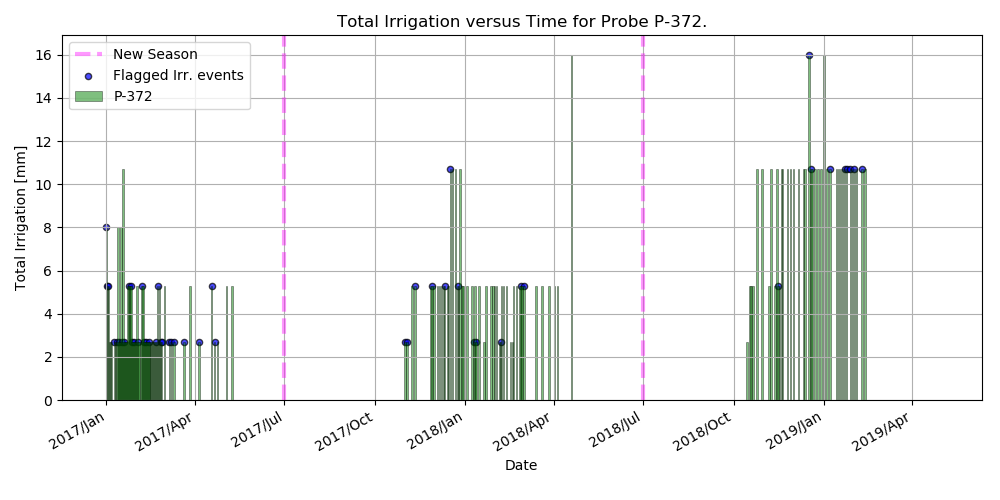 Total Irrigation versus Time for Probe P-372.
New Season
Flagged Irr. events
P-372
Total Irrigation [mm]
16
14
12
10
8
6
4
2
0
2017/Jan
2017/Apr
2017/Jul
2017/Oct
2018/Jan
2018/Apr
2018/Jul
2018/Oct
2019/Jan
2019/Apr
Date